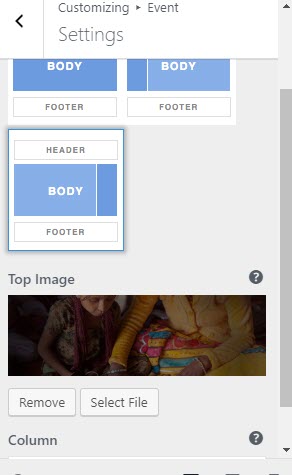 Customizing ▸ Event
Settings
BODY BODY
FOOTER FOOTER
HEADER
BODY
FOOTER
Top Image
Remove Select File
Column